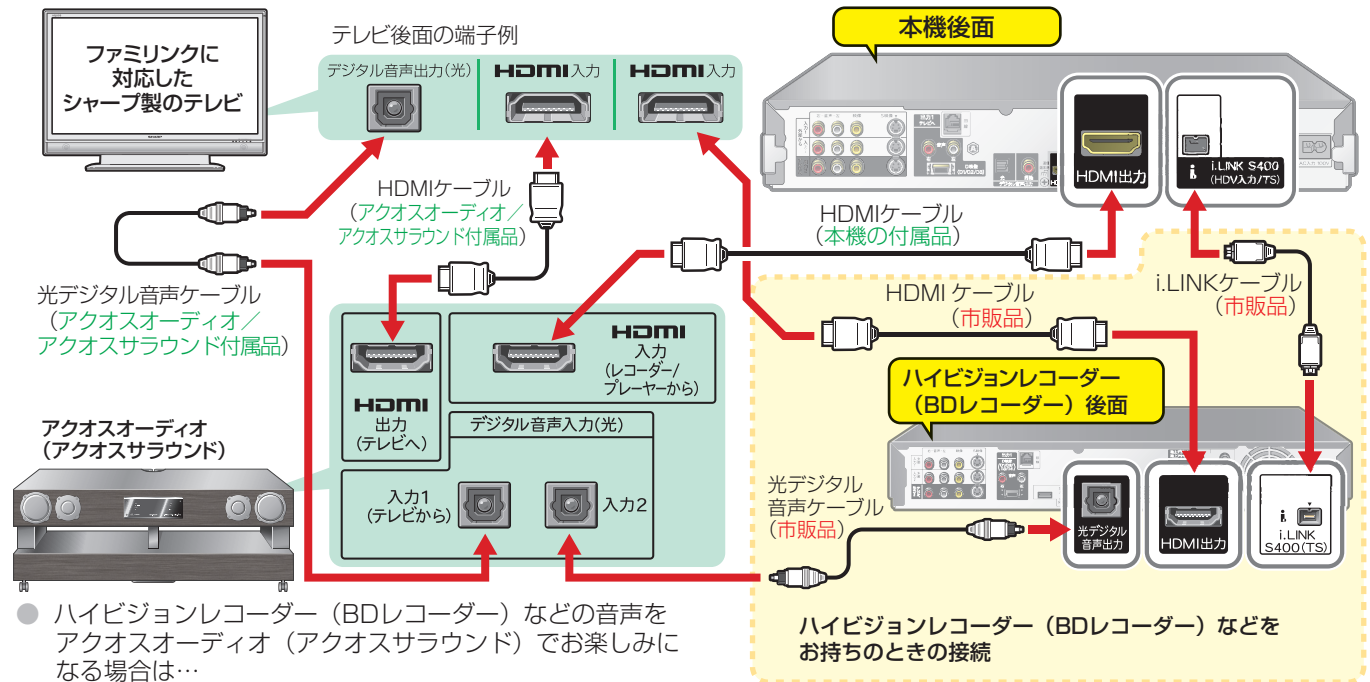 ファミリンクに
対応した
シャープ製のテレビ
テレビ後面の端子例
デジタル音声出力(光)
HDMI入力
HDMI入力
本機後面
HDMI出力
i.LINK S400
(HDV入力/TS)
HDMIケーブル
(アクオスオーディオ/
アクオスサラウンド付属品)
HDMIケーブル
(本機の付属品)
光デジタル音声ケーブル
(アクオスオーディオ/
アクオスサラウンド付属品)
HDMI ケーブル
(市販品)
i.LINKケーブル
(市販品)
HDMI
出力
(テレビへ)
HDMI
入力
(レコーダー/
プレーヤーから)
デジタル音声入力(光)
入力1
(テレビから)
入力2
アクオスオーディオ
(アクオスサラウンド)
ハイビジョンレコーダー
(BDレコーダー)後面
光デジタル
音声ケーブル
(市販品)
光デジタル
音声出力
HDMI出力
i.LINK
S400(TS)
● ハイビジョンレコーダー(BDレコーダー)などの音声を
アクオスオーディオ(アクオスサラウンド)でお楽しみに
なる場合は…
ハイビジョンレコーダー(BDレコーダー)などを
お持ちのときの接続